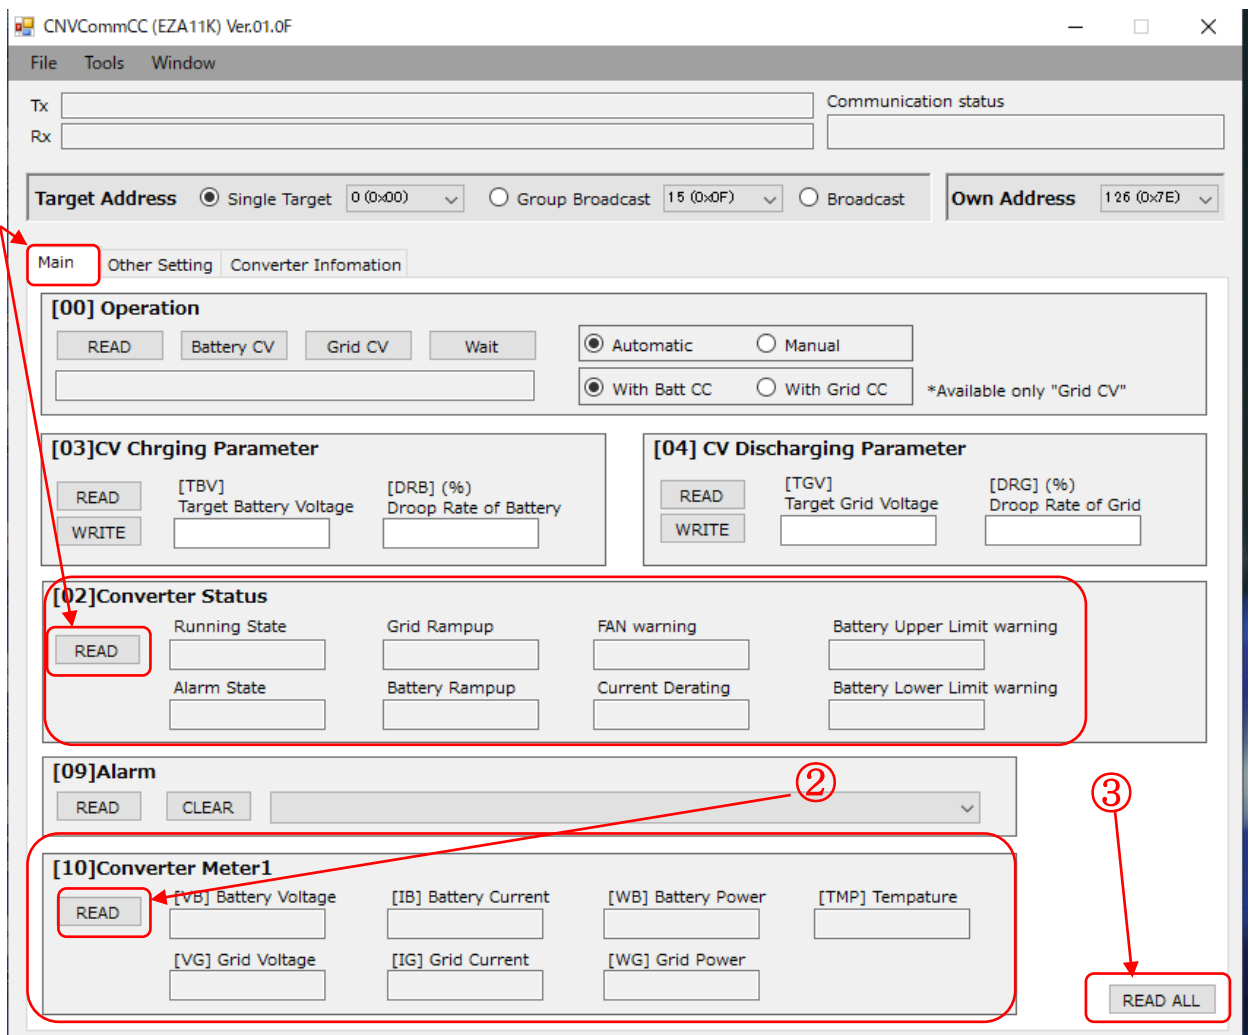 CNVCommCC (EZA11K) Ver.01.0F
File Tools Window
Tx
Communication status
Rx
Target Address Single Target 0 (0x00) Group Broadcast 15 (0x0F) Broadcast Own Address 126 (0x7E)
Main Other Setting Converter Infomation
[00] Operation
READ Battery CV Grid CV Wait Automatic Manual
With Batt CC With Grid CC *Available only "Grid CV"
[03]CV Chrging Parameter [04] CV Discharging Parameter
READ [TBV] [DRB] (%) READ [TGV] [DRG] (%)
Target Battery Voltage Droop Rate of Battery Target Grid Voltage Droop Rate of Grid
WRITE WRITE
[02]Converter Status
Running State Grid Rampup FAN warning Battery Upper Limit warning
READ
Alarm State Battery Rampup Current Derating Battery Lower Limit warning
[09]Alarm
② ③
READ CLEAR
[10]Converter Meter1
[VB] Battery Voltage [IB] Battery Current [WB] Battery Power [TMP] Tempature
READ
[VG] Grid Voltage [IG] Grid Current [WG] Grid Power
READ ALL